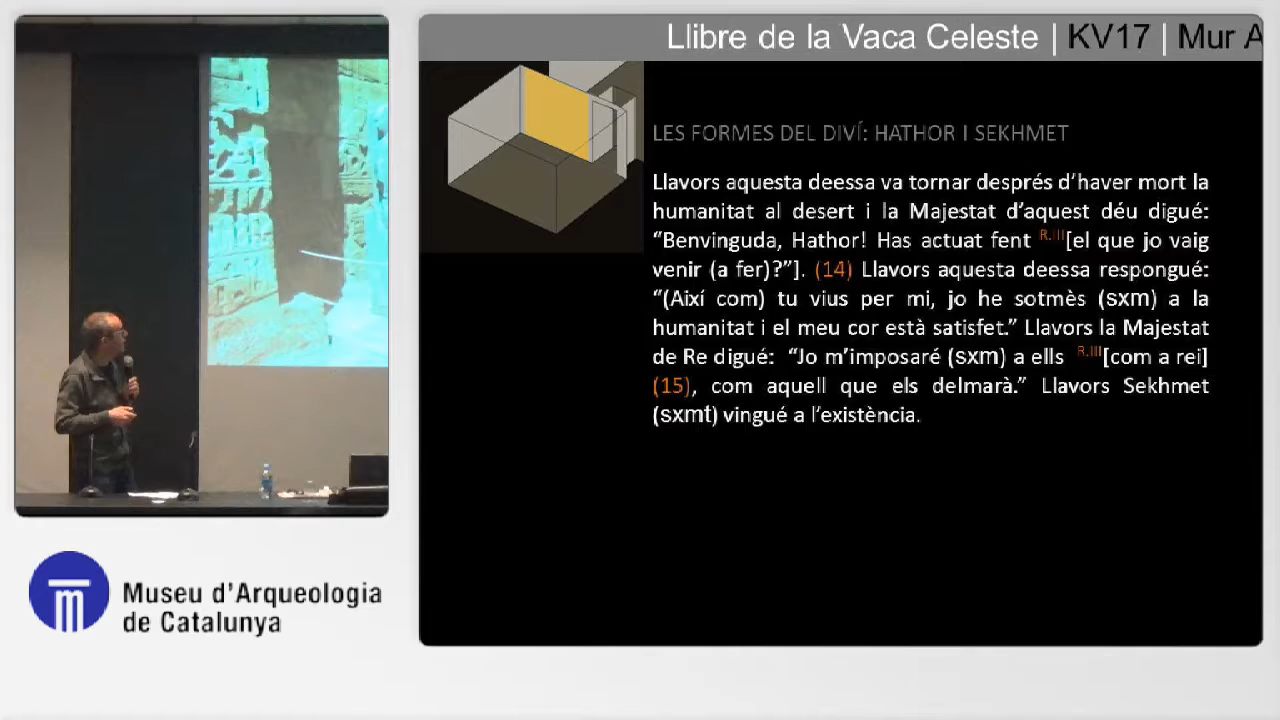 Llibre de la Vaca Celeste | KV17 | Mur A
LES FORMES DEL DIVÍ: HATHOR I SEKHMET
Llavors aquesta deessa va tornar després d’haver mort la
humanitat al desert i la Majestat d’aquest déu digué:
“Benvinguda, Hathor! Has actuat fent R.III[el que jo vaig
venir (a fer)?”]. (14) Llavors aquesta deessa respongué:
“(Així com) tu vius per mi, jo he sotmès (sxm) a la
humanitat i el meu cor està satisfet.” Llavors la Majestat
de Re digué: “Jo m’imposaré (sxm) a ells R.III[com a rei]
(15), com aquell que els delmarà.” Llavors Sekhmet
(sxmt) vingué a l’existència.
Museu d’Arqueologia
de Catalunya